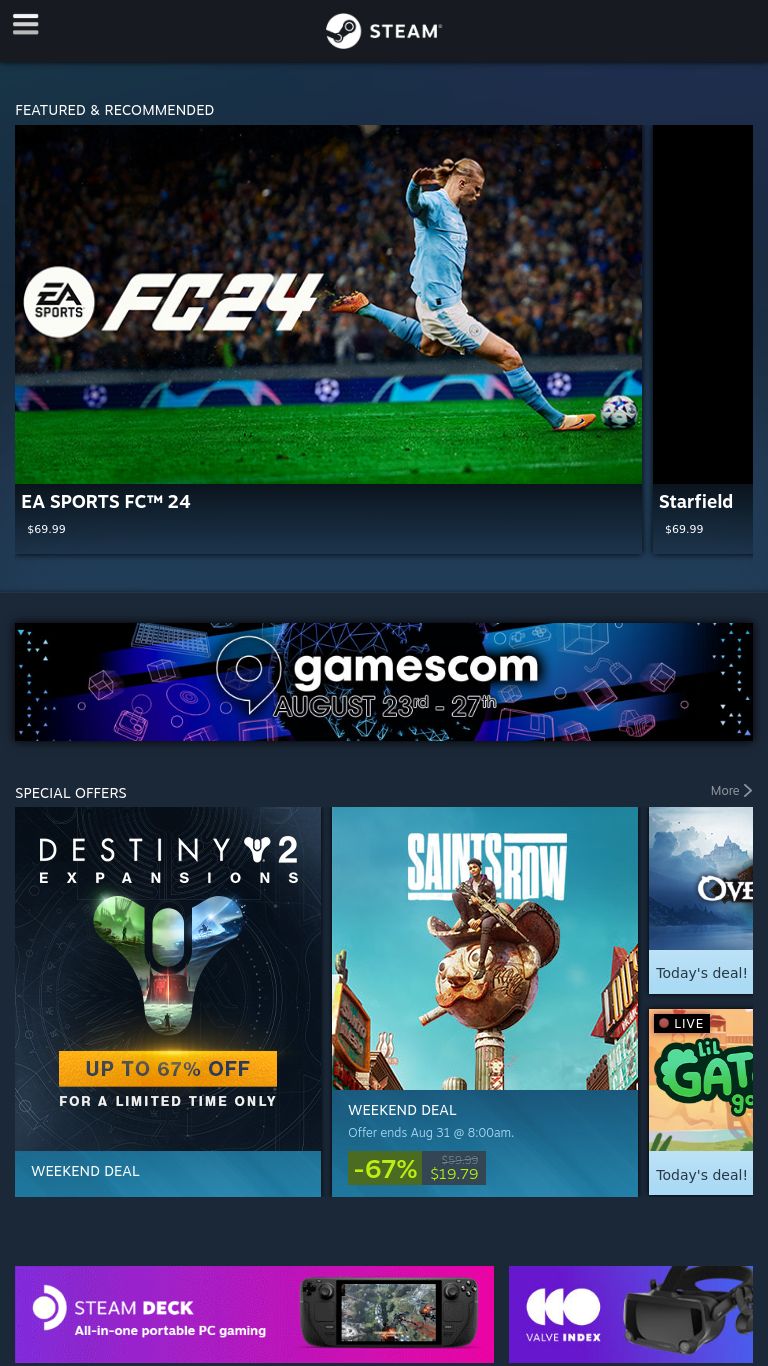 STEAM
FEATURED & RECOMMENDED
EA SPORTS FC24
EA SPORTS FC™ 24
$69.99
Starfield
$69.99
gamescom
AUGUST 23rd - 27th
SPECIAL OFFERS
More
DESTINY 2
EXPANSIONS
UP TO 67% OFF
FOR A LIMITED TIME ONLY
WEEKEND DEAL
SAINTS ROW
WEEKEND DEAL
Offer ends Aug 31 @ 8:00am.
-67%
$59.99
$19.79
OVE
Today's deal!
LIVE
lil
GAT
go
Today's deal!
STEAM DECK
All-in-one portable PC gaming
VALVE INDEX